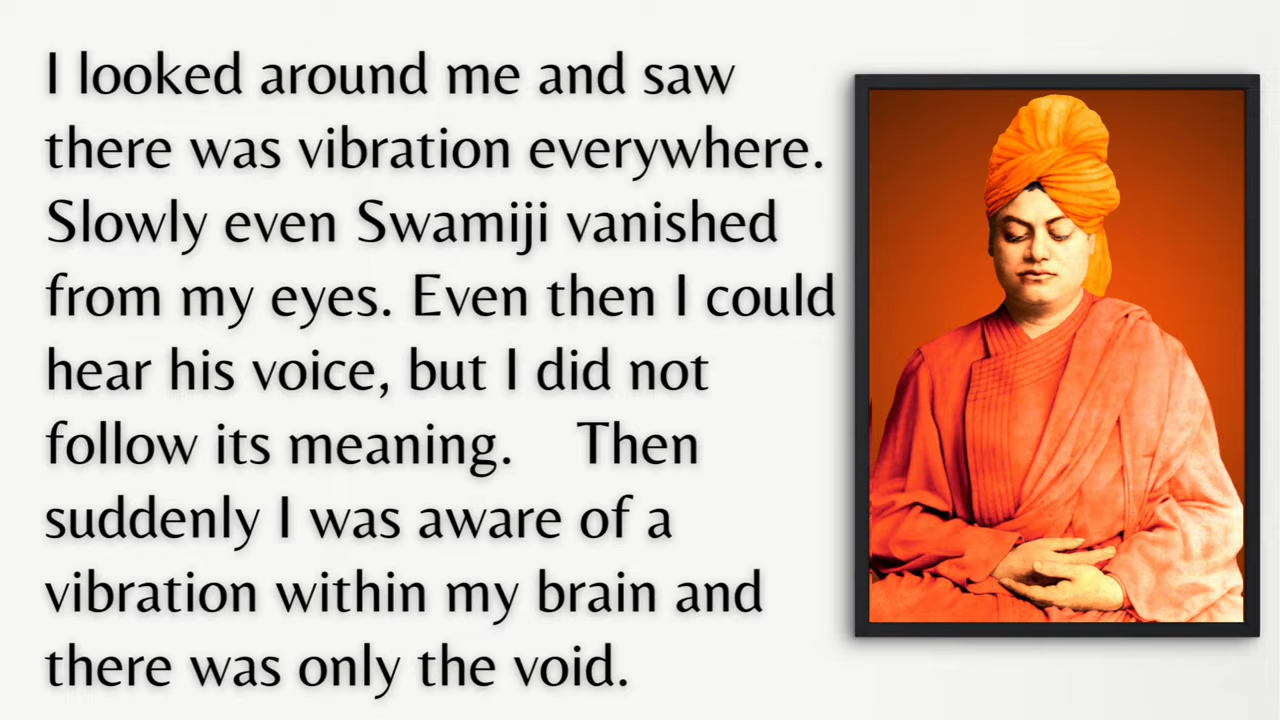 I looked around me and saw
there was vibration everywhere.
Slowly even Swamiji vanished
from my eyes. Even then I could
hear his voice, but I did not
follow its meaning. Then
suddenly I was aware of a
vibration within my brain and
there was only the void.